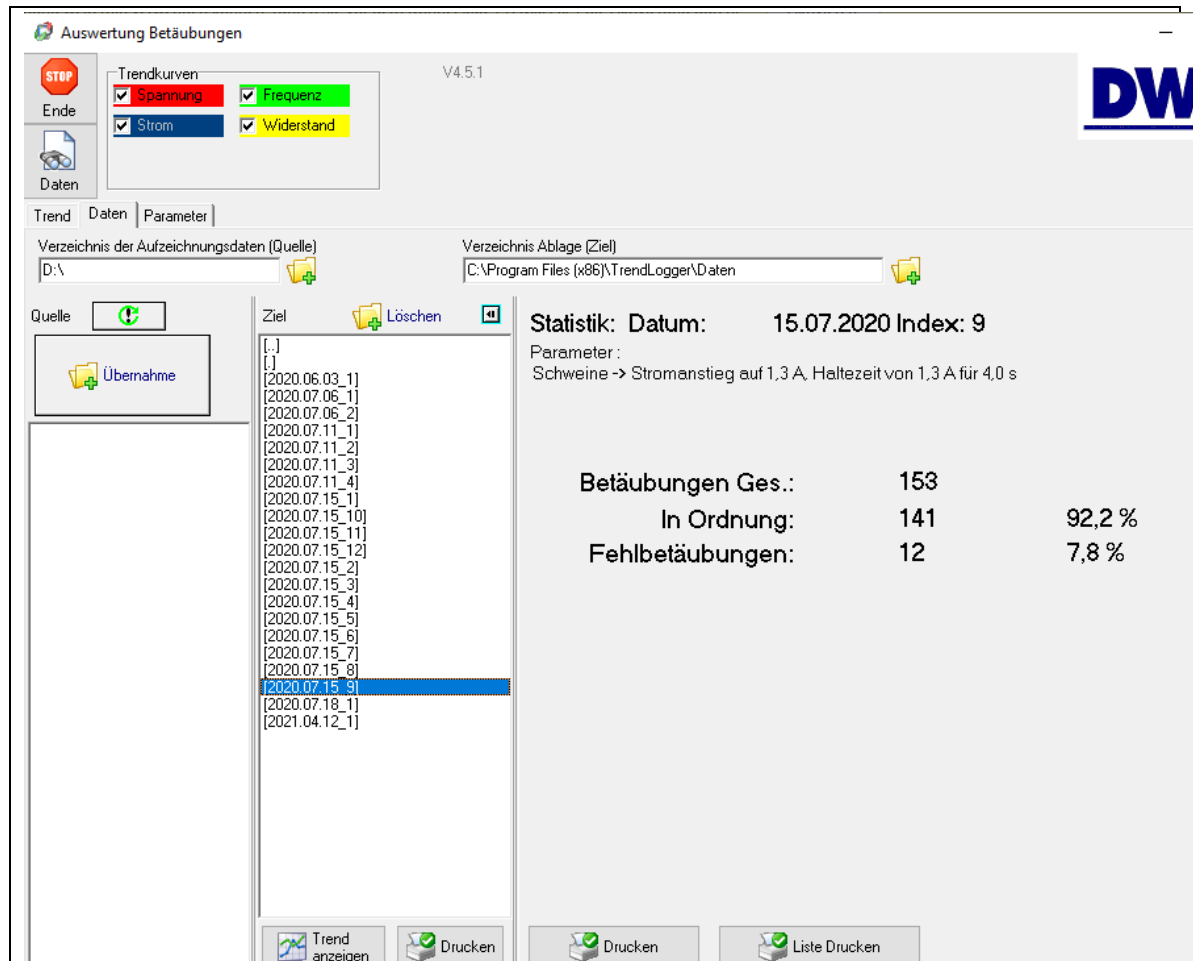 Auswertung Betäubungen
STOP
Ende
Daten
Trendkurven
Spannung
Frequenz
Strom
Widerstand
V4.5.1
DW
Trend Daten Parameter
Verzeichnis der Aufzeichnungsdaten (Quelle)
D:\
Verzeichnis Ablage (Ziel)
C:\Program Files (x86)\TrendLogger\Daten
Quelle
Übernahme
Ziel
Löschen
[..]
[.]
[2020.06.03_1]
[2020.07.06_1]
[2020.07.06_2]
[2020.07.11_1]
[2020.07.11_2]
[2020.07.11_3]
[2020.07.11_4]
[2020.07.15_1]
[2020.07.15_10]
[2020.07.15_11]
[2020.07.15_12]
[2020.07.15_2]
[2020.07.15_3]
[2020.07.15_4]
[2020.07.15_5]
[2020.07.15_6]
[2020.07.15_7]
[2020.07.15_8]
[2020.07.15_9]
[2020.07.18_1]
[2021.04.12_1]
Statistik: Datum: 15.07.2020 Index: 9
Parameter :
Schweine -> Stromanstieg auf 1,3 A, Haltezeit von 1,3 A für 4,0 s
Betäubungen Ges.: 153
In Ordnung: 141 92,2 %
Fehlbetäubungen: 12 7,8 %
Trend
anzeigen
Drucken
Drucken
Liste Drucken